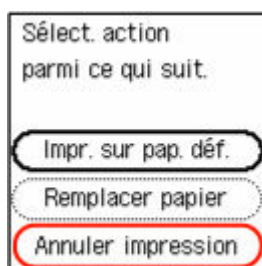 Sélect. action
parmi ce qui suit.
Impr. sur pap. déf.
Remplacer papier
Annuler impression